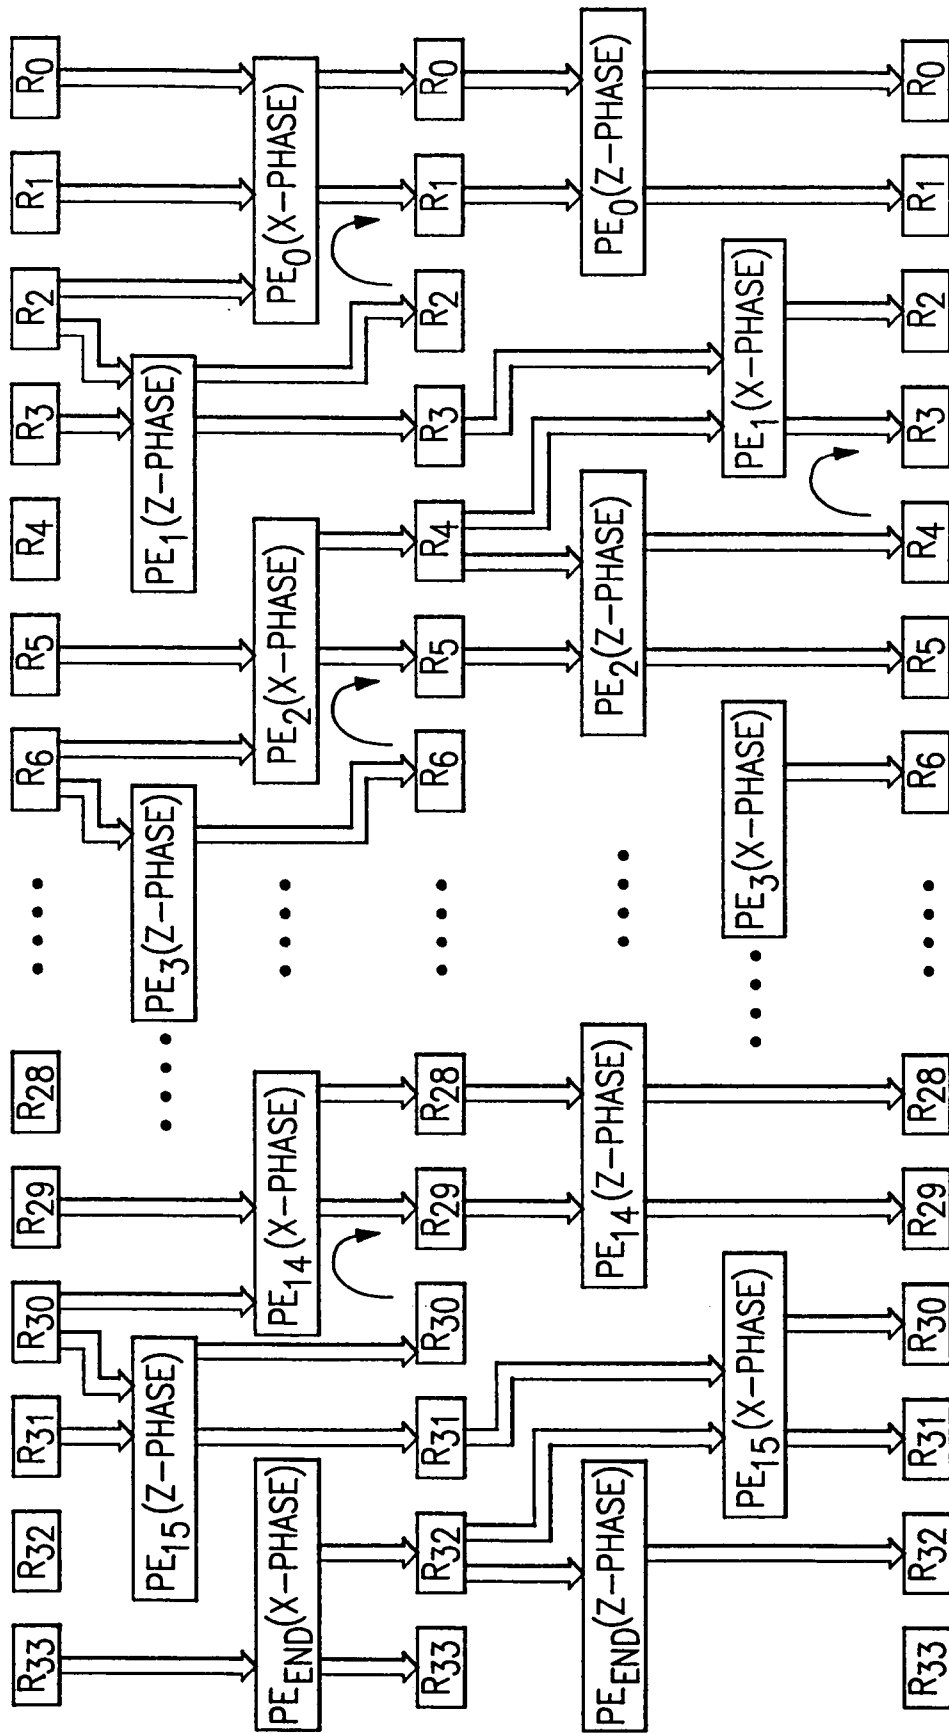 R33 R32 R31 R30 R29 R28 •••• R6 R5 R4 R3 R2 R1 R0
PE15(Z−PHASE) •••• PE3(Z−PHASE) PE1(Z−PHASE)
PEEND(X−PHASE) PE14(X−PHASE) •••• PE2(X−PHASE) PE0(X−PHASE)
R33 R32 R31 R30 R29 R28 •••• R6 R5 R4 R3 R2 R1 R0
PEEND(Z−PHASE) PE14(Z−PHASE) •••• PE2(Z−PHASE) PE0(Z−PHASE)
PE15(X−PHASE) •••• PE3(X−PHASE) PE1(X−PHASE)
R33 R32 R31 R30 R29 R28 •••• R6 R5 R4 R3 R2 R1 R0